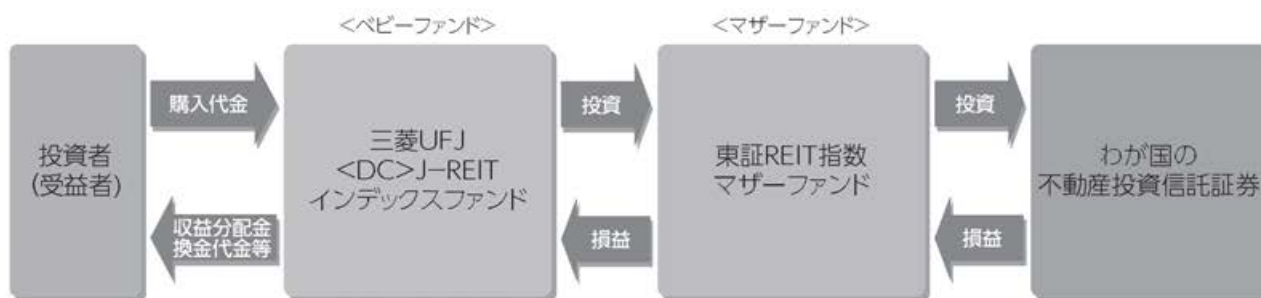 <ベビーファンド>
<マザーファンド>
投資者
(受益者)
購入代金
収益分配金
換金代金等
三菱UFJ
<DC>J-REIT
インデックスファンド
投資
損益
東証REIT指数
マザーファンド
投資
損益
わが国の
不動産投資信託証券